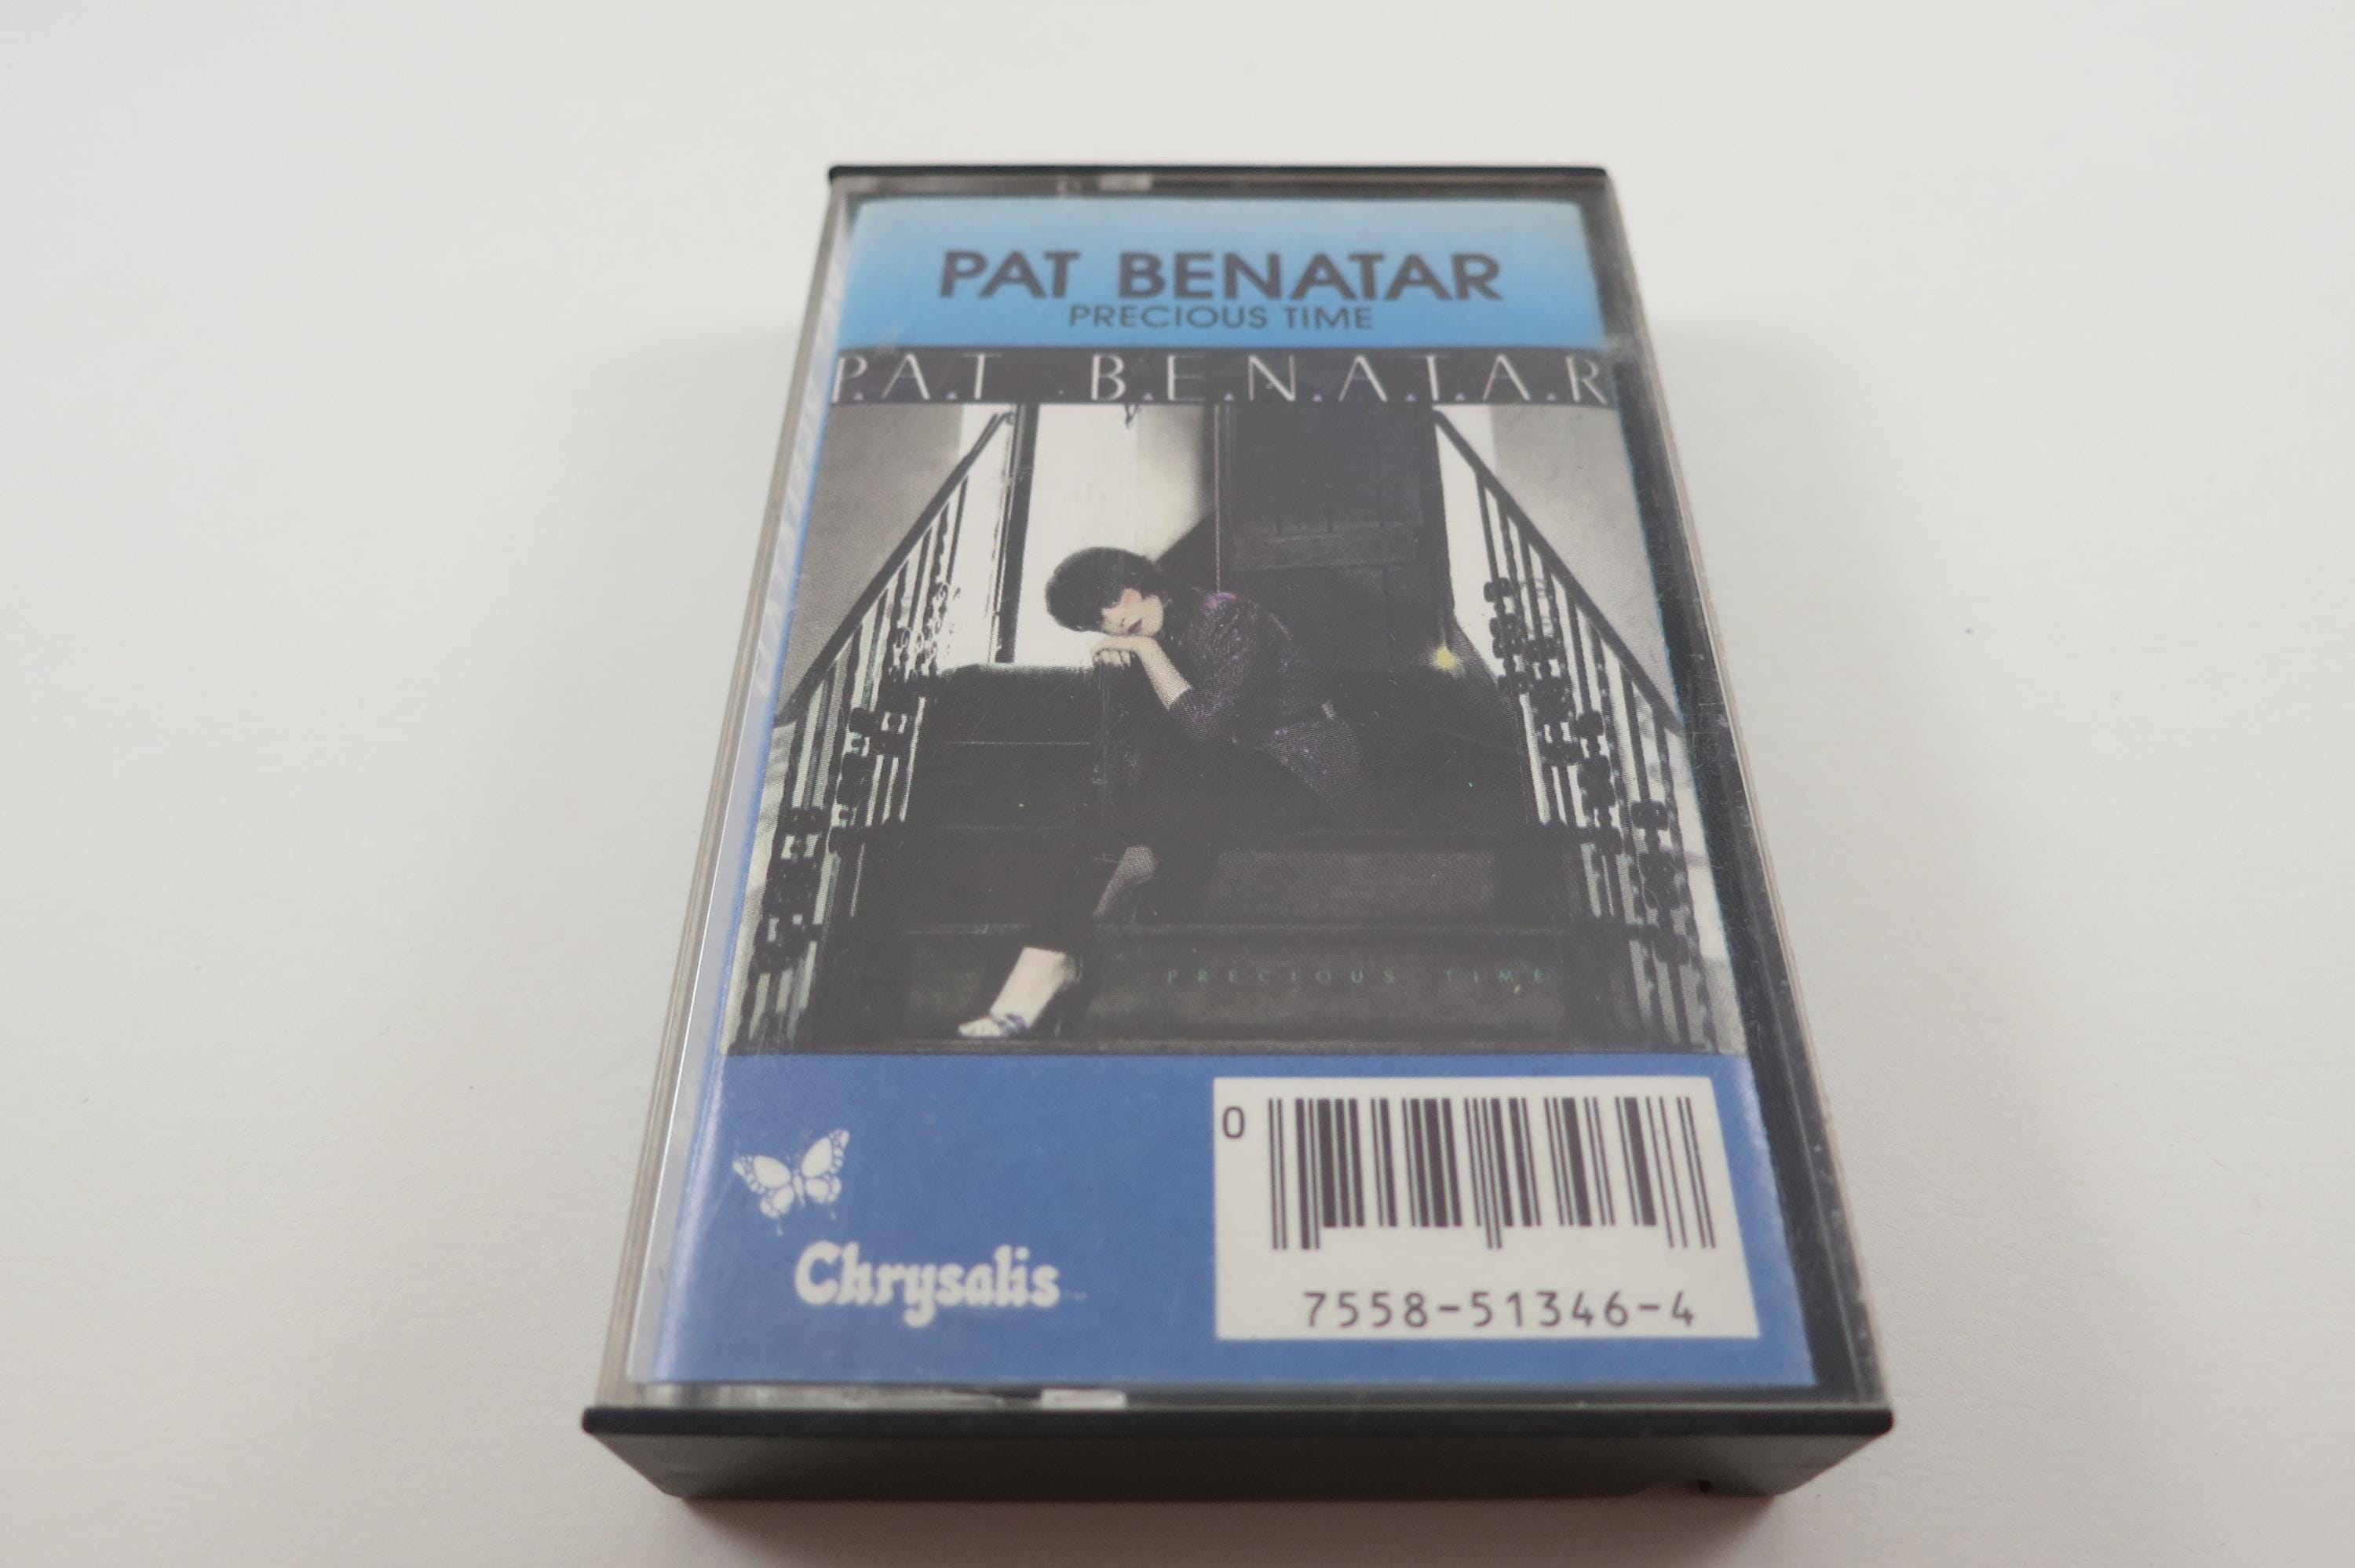 PAT BENATAR
PRECIOUS TIME
P.A.T B.E.N.A.T.A.R
PRECIOUS TIME
0
7558-51346-4
Chrysalis